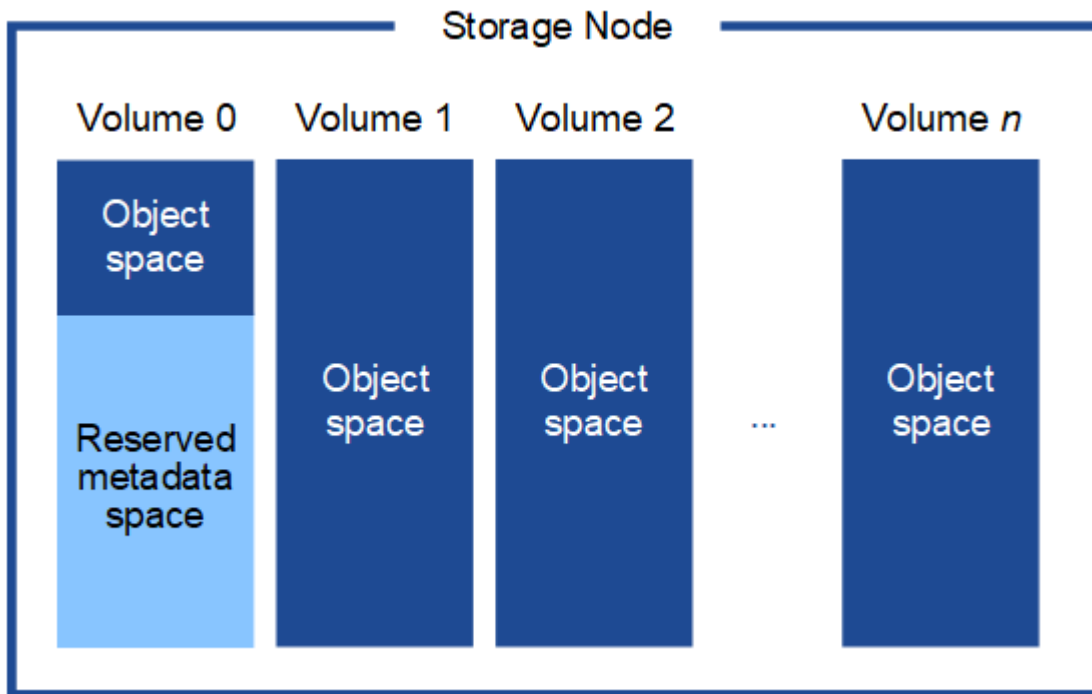 Storage Node
Volume 0
Volume 1
Volume 2
Volume n
Object
space
Reserved
metadata
space
Object
space
Object
space
...
Object
space